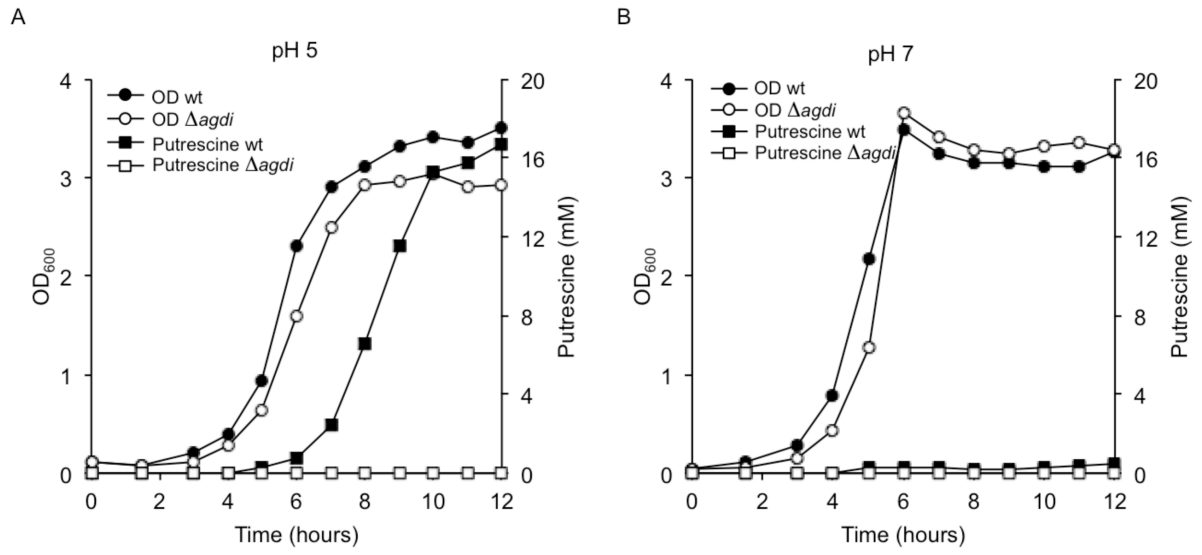 A
pH 5
4
3
2
1
0
OD600
OD wt
OD Δagdi
Putrescine wt
Putrescine Δagdi
20
16
12
8
4
0
Putrescine (mM)
0 2 4 6 8 10 12
Time (hours)
B
pH 7
4
3
2
1
0
OD600
OD wt
OD Δagdi
Putrescine wt
Putrescine Δagdi
20
16
12
8
4
0
Putrescine (mM)
0 2 4 6 8 10 12
Time (hours)